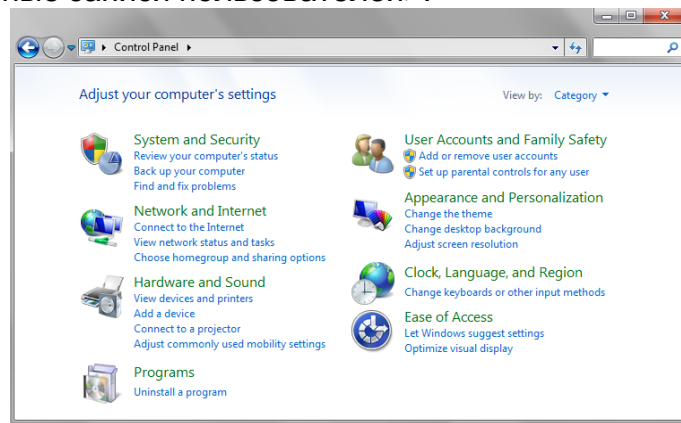 Control Panel
Adjust your computer's settings
View by: Category
System and Security
Review your computer's status
Back up your computer
Find and fix problems
Network and Internet
Connect to the Internet
View network status and tasks
Choose homegroup and sharing options
Hardware and Sound
View devices and printers
Add a device
Connect to a projector
Adjust commonly used mobility settings
Programs
Uninstall a program
User Accounts and Family Safety
Add or remove user accounts
Set up parental controls for any user
Appearance and Personalization
Change the theme
Change desktop background
Adjust screen resolution
Clock, Language, and Region
Change keyboards or other input methods
Ease of Access
Let Windows suggest settings
Optimize visual display